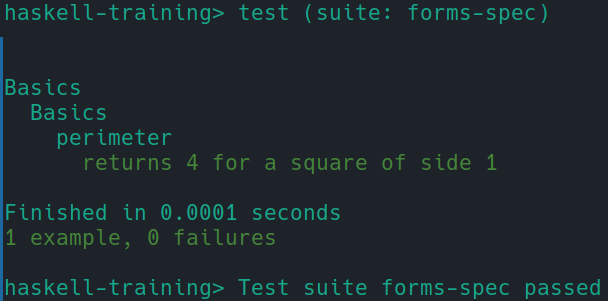 haskell-training> test (suite: forms-spec)
Basics
Basics
perimeter
returns 4 for a square of side 1
Finished in 0.0001 seconds
1 example, 0 failures
haskell-training> Test suite forms-spec passed